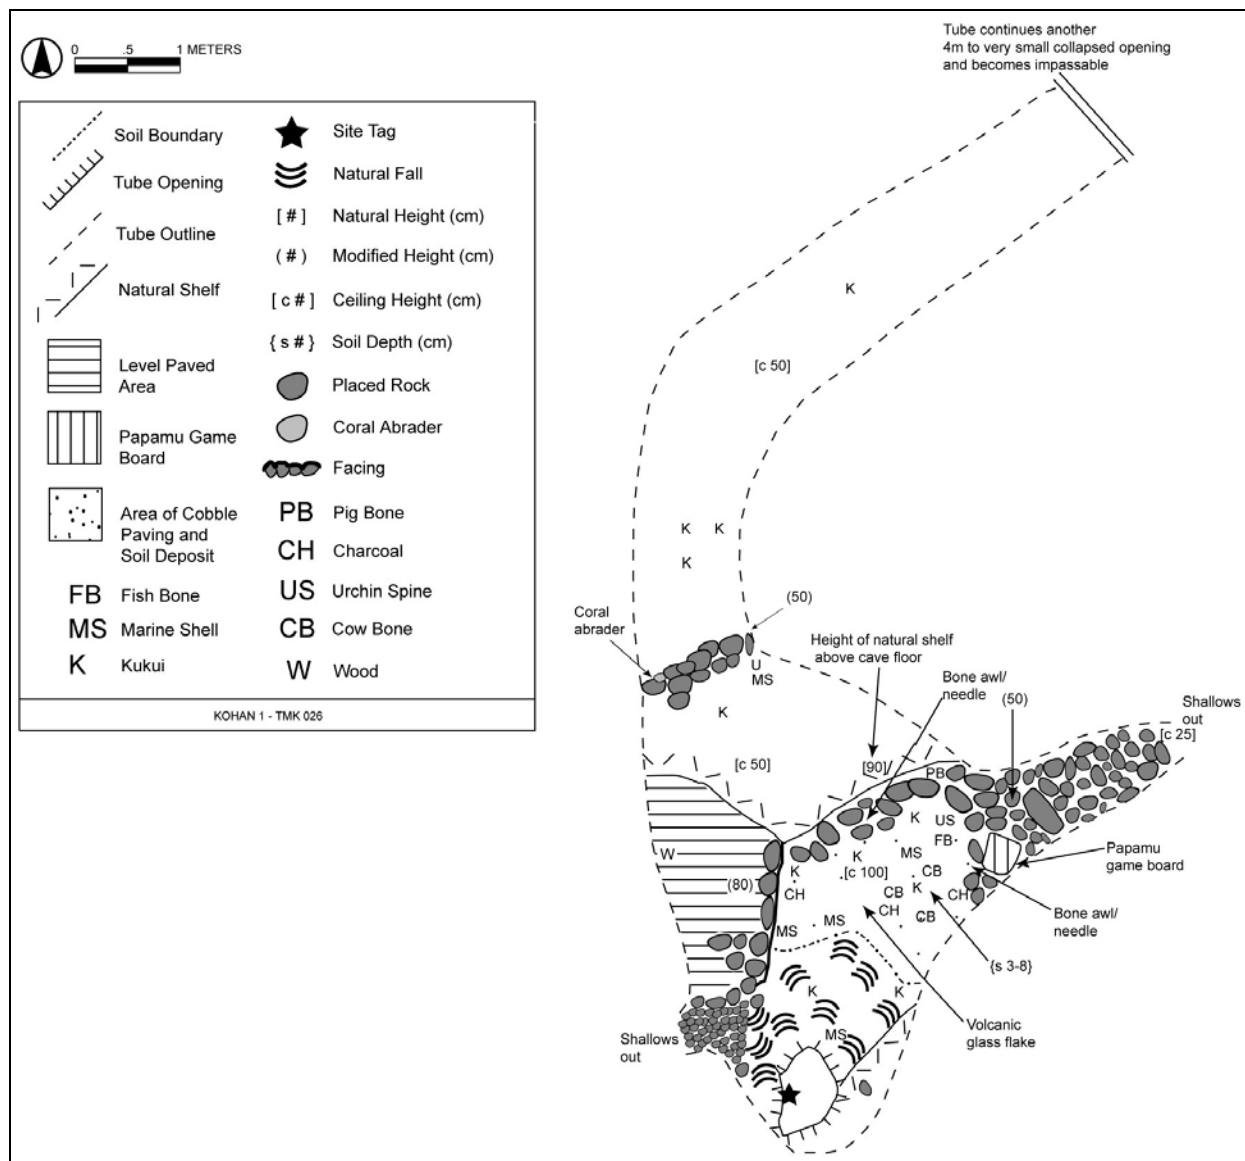 0 .5 1 METERS
Soil Boundary
Tube Opening
Tube Outline
Natural Shelf
Level Paved
Area
Papamu Game
Board
Area of Cobble
Paving and
Soil Deposit
FB Fish Bone
MS Marine Shell
K Kukui
Site Tag
Natural Fall
[ # ] Natural Height (cm)
( # ) Modified Height (cm)
[ c # ] Ceiling Height (cm)
{ s # } Soil Depth (cm)
Placed Rock
Coral Abrader
Facing
PB Pig Bone
CH Charcoal
US Urchin Spine
CB Cow Bone
W Wood
KOHAN 1 - TMK 026
Tube continues another
4m to very small collapsed opening
and becomes impassable
K
[c 50]
K K
K
(50)
Coral
abrader
Height of natural shelf
above cave floor
U
MS
K
Bone awl/
needle
(50)
Shallows
out
[c 25]
[c 50]
[90]
PB
K
US
FB
W
K
MS
Papamu
game board
(80)
K
[c 100]
CB
CH
CB
K
CH
CH
CB
Bone awl/
needle
MS
MS
{s 3-8}
K
K
MS
Volcanic
glass flake
Shallows
out